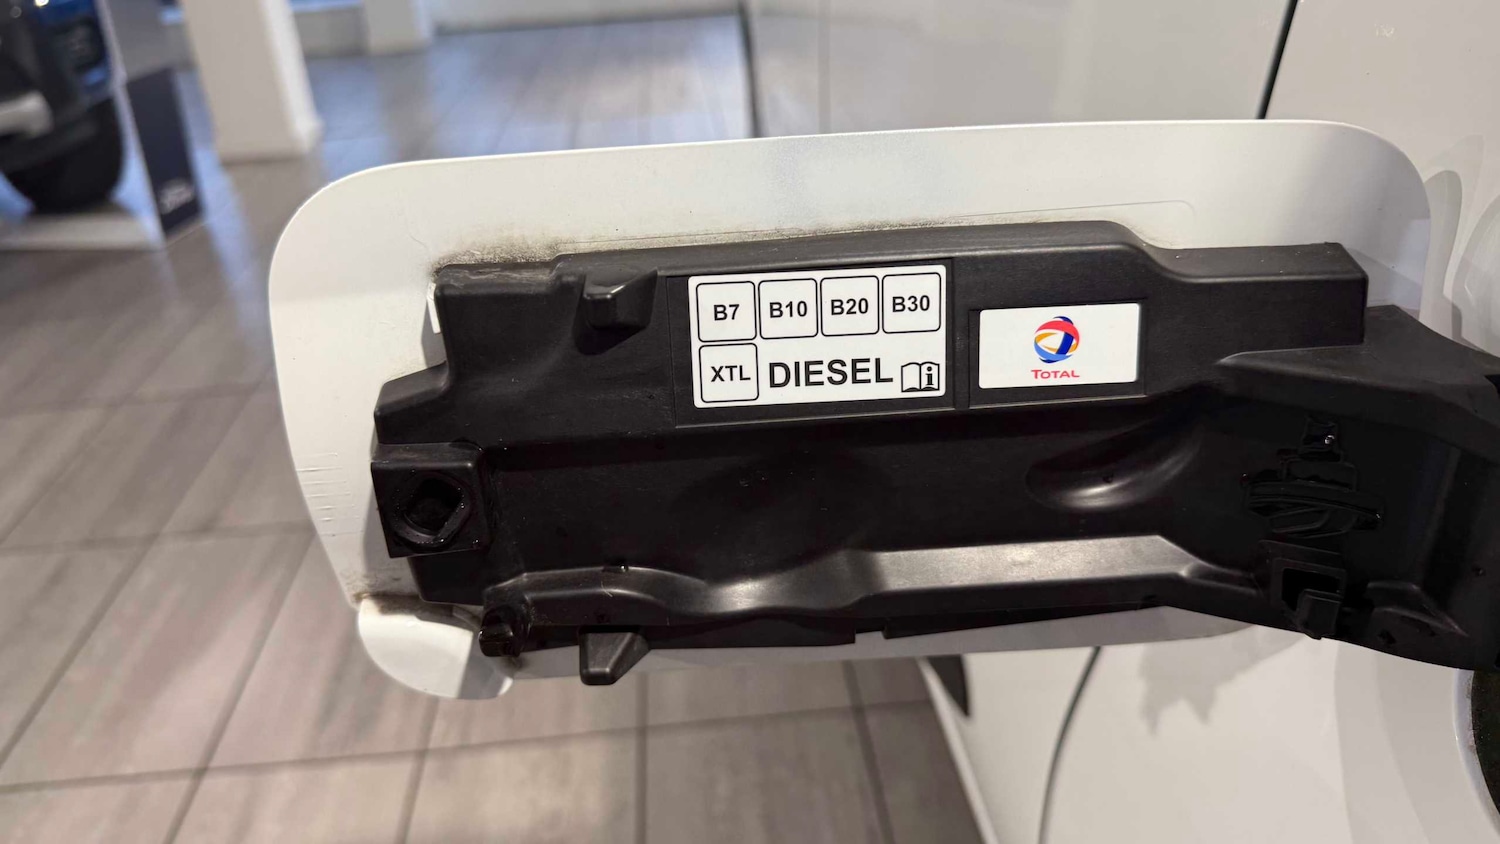 B7 B10 B20 B30
XTL DIESEL i
TOTAL